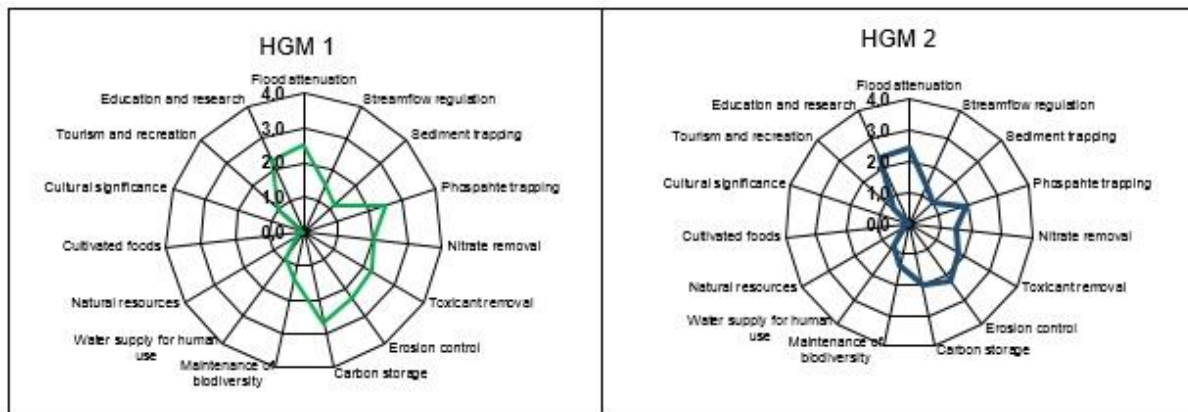 HGM 1
Flood attenuation
Streamflow regulation
Sediment trapping
Phospahte trapping
Nitrate removal
Toxicant removal
Erosion control
Carbon storage
Maintenance of
biodiversity
Water supply for human
use
Natural resources
Cultivated foods
Cultural significance
Tourism and recreation
Education and research
4,0
3,0
2,0
1,0
0,0
HGM 2
Flood attenuation
Streamflow regulation
Sediment trapping
Phospahte trapping
Nitrate removal
Toxicant removal
Erosion control
Carbon storage
Maintenance of
biodiversity
Water supply for human
use
Natural resources
Cultivated foods
Cultural significance
Tourism and recreation
Education and research
4,0
3,0
2,0
1,0
0,0